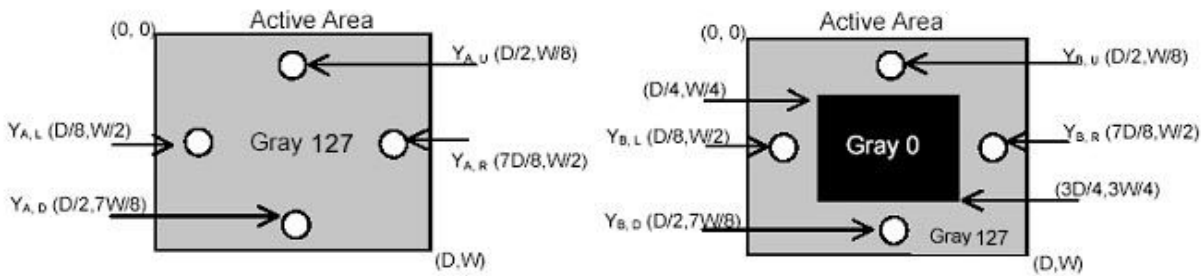 Active Area
(0, 0)
Y_A, U (D/2,W/8)
Y_A, L (D/8,W/2)
Gray 127
Y_A, R (7D/8,W/2)
Y_A, D (D/2,7W/8)
(D,W)
Active Area
(0, 0)
Y_B, U (D/2,W/8)
(D/4,W/4)
Y_B, L (D/8,W/2)
Gray 0
Y_B, R (7D/8,W/2)
(3D/4,3W/4)
Y_B, D (D/2,7W/8)
Gray 127
(D,W)